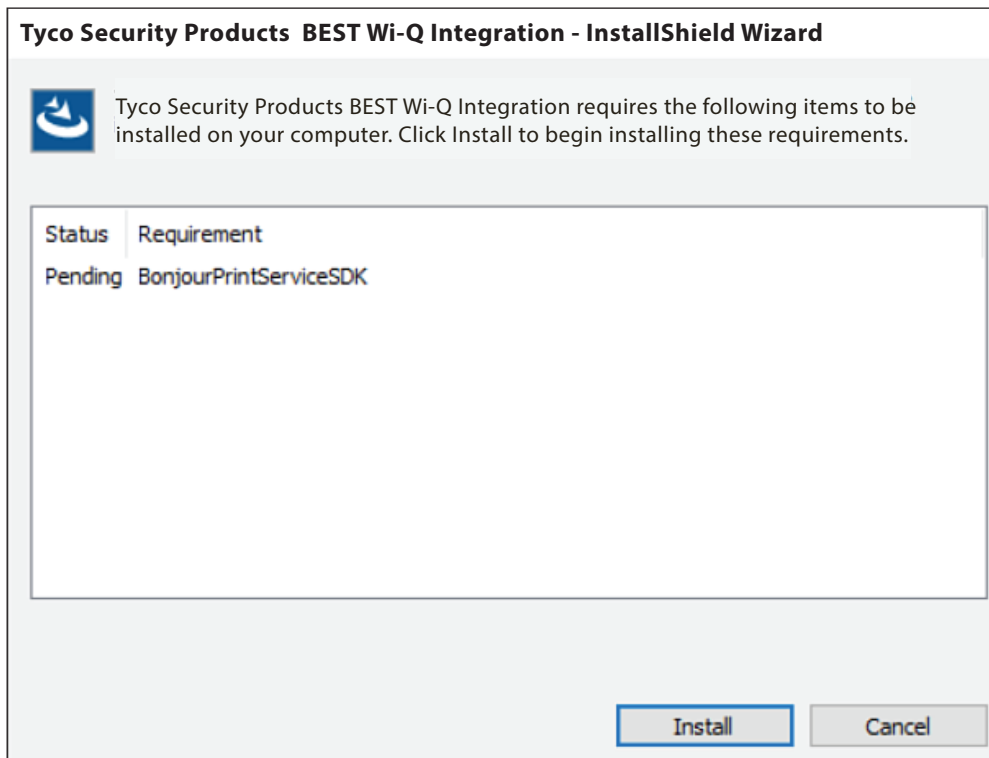 Tyco Security Products  BEST Wi-Q Integration - InstallShield Wizard
Tyco Security Products BEST Wi-Q Integration requires the following items to be
installed on your computer. Click Install to begin installing these requirements.
Status Requirement
Pending BonjourPrintServiceSDK
Install Cancel